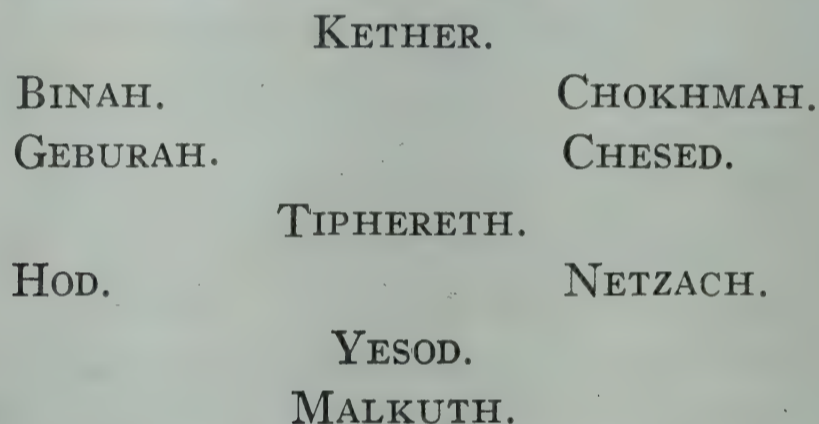 KETHER.
BINAH. CHOKHMAH.
GEBURAH. CHESED.
TIPHERETH.
HOD. NETZACH.
YESOD.
MALKUTH.